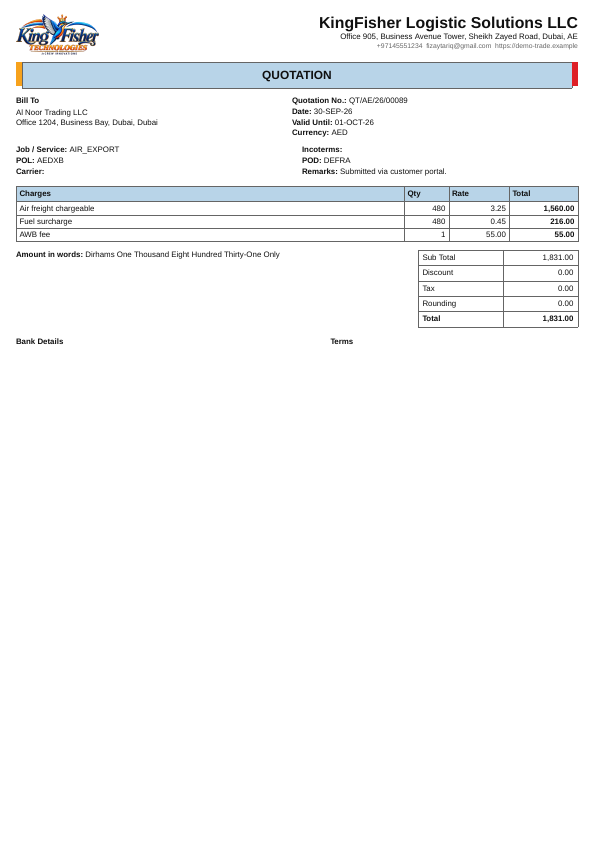 King Fisher
TECHNOLOGIES
KingFisher Logistic Solutions LLC
Office 905, Business Avenue Tower, Sheikh Zayed Road, Dubai, AE
+97145551234 fizaytariq@gmail.com https://demo-trade.example
QUOTATION
Bill To
Al Noor Trading LLC
Office 1204, Business Bay, Dubai, Dubai
Quotation No.: QT/AE/26/00089
Date: 30-SEP-26
Valid Until: 01-OCT-26
Currency: AED
Job / Service: AIR_EXPORT
POL: AEDXB
Carrier:
Incoterms:
POD: DEFRA
Remarks: Submitted via customer portal.
Charges Qty Rate Total
Air freight chargeable 480 3.25 1,560.00
Fuel surcharge 480 0.45 216.00
AWB fee 1 55.00 55.00
Amount in words: Dirhams One Thousand Eight Hundred Thirty-One Only
Sub Total 1,831.00
Discount 0.00
Tax 0.00
Rounding 0.00
Total 1,831.00
Bank Details
Terms